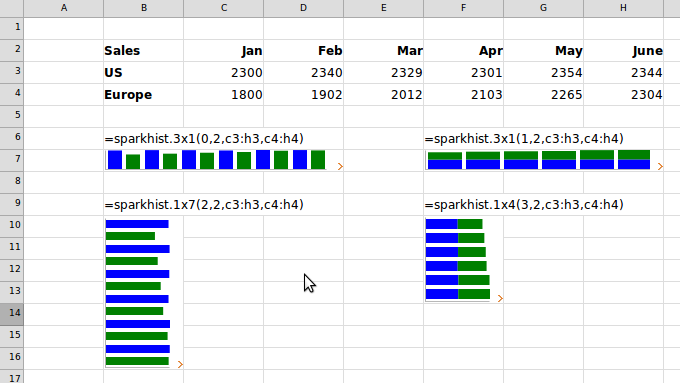 A B C D E F G H
1
2 Sales Jan Feb Mar Apr May June
3 US 2300 2340 2329 2301 2354 2344
4 Europe 1800 1902 2012 2103 2265 2304
5
6 =sparkhist.3x1(0,2,c3:h3,c4:h4) =sparkhist.3x1(1,2,c3:h3,c4:h4)
7
8
9 =sparkhist.1x7(2,2,c3:h3,c4:h4) =sparkhist.1x4(3,2,c3:h3,c4:h4)
10
11
12
13
14
15
16
17